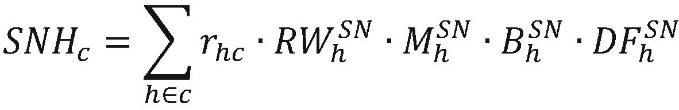 $SNH_c = \sum_{h \in c} r_{hc} \cdot RW_h^{SN} \cdot M_h^{SN} \cdot B_h^{SN} \cdot DF_h^{SN}$